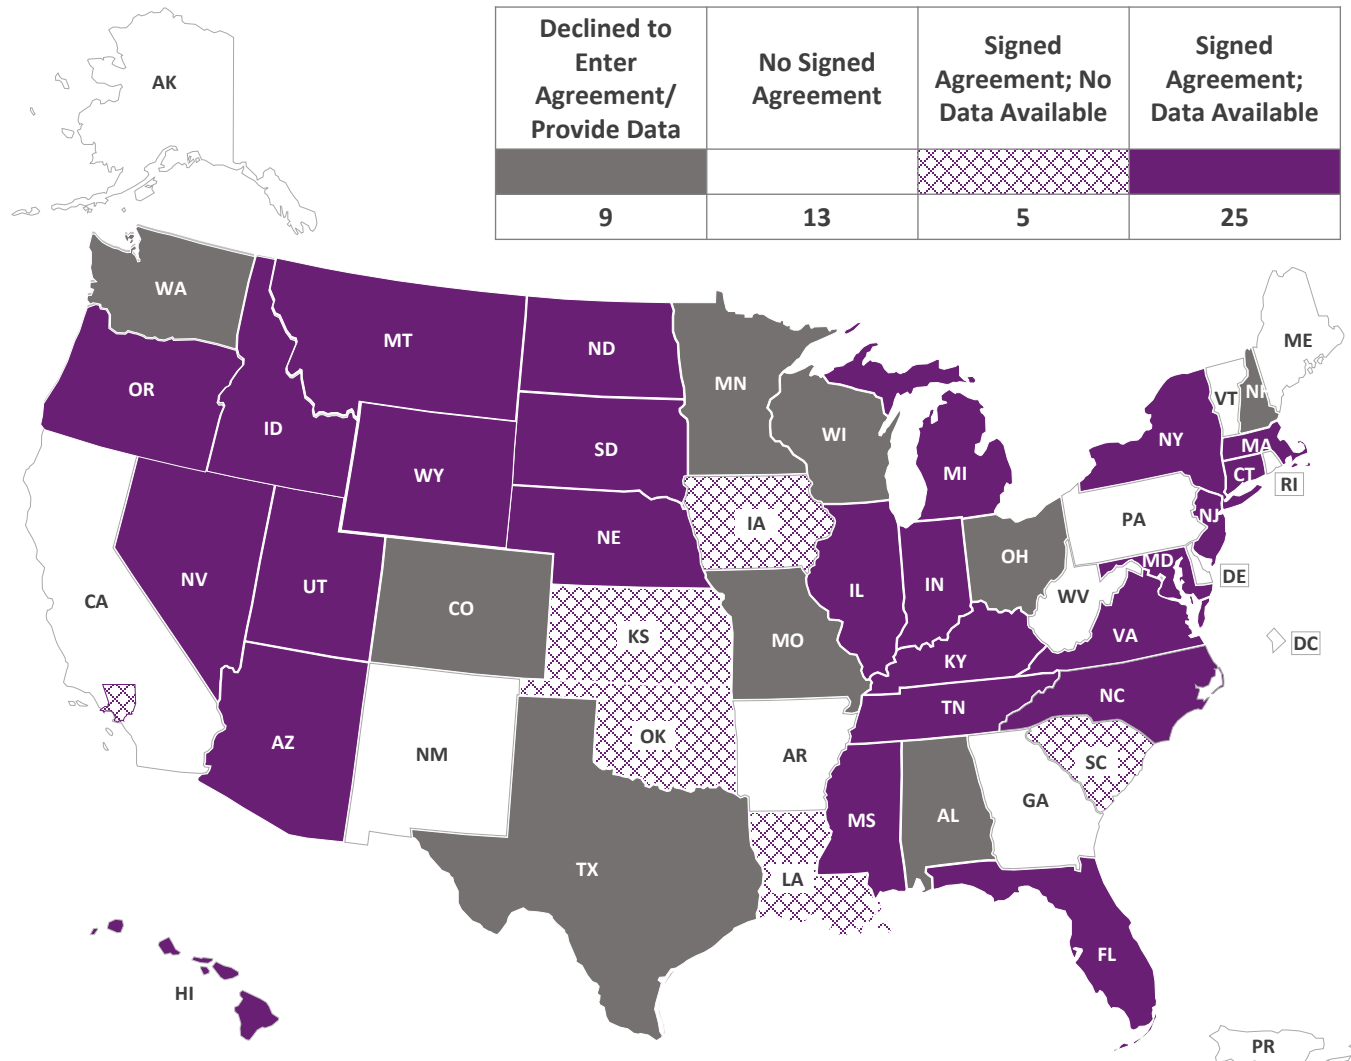 Declined to
Enter
Agreement/
Provide Data
No Signed
Agreement
Signed
Agreement; No
Data Available
Signed
Agreement;
Data Available
9
13
5
25
AK
WA
MT
ND
MN
ME
OR
ID
WY
SD
WI
MI
NY
VT
NH
MA
CT
RI
IA
NE
PA
NJ
NV
UT
CO
CA
KS
MO
IL
IN
OH
WV
MD
DE
VA
DC
KY
AZ
NM
OK
AR
TN
NC
SC
TX
LA
MS
AL
GA
FL
HI
PR